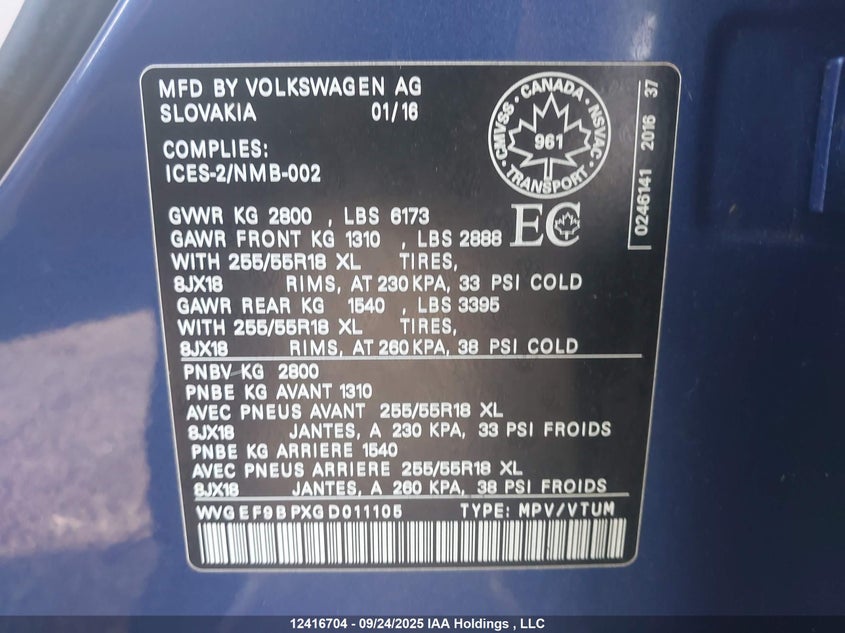 MFD BY VOLKSWAGEN AG
SLOVAKIA 01/16
COMPLIES:
ICES-2/NMB-002
CANADA
CMVSS · NSVAC
961
TRANSPORT
EC
0246141 2016 37
GVWR KG 2800 , LBS 6173
GAWR FRONT KG 1310 , LBS 2888
WITH 255/55R18 XL TIRES,
8JX18 RIMS, AT 230 KPA, 33 PSI COLD
GAWR REAR KG 1540 , LBS 3395
WITH 255/55R18 XL TIRES,
8JX18 RIMS, AT 260 KPA, 38 PSI COLD
PNBV KG 2800
PNBE KG AVANT 1310
AVEC PNEUS AVANT 255/55R18 XL
8JX18 JANTES, A 230 KPA, 33 PSI FROIDS
PNBE KG ARRIERE 1540
AVEC PNEUS ARRIERE 255/55R18 XL
8JX18 JANTES, A 260 KPA, 38 PSI FROIDS
WVGEF9BPXGD011105 TYPE: MPV/VTUM
12416704 - 09/24/2025 IAA Holdings , LLC